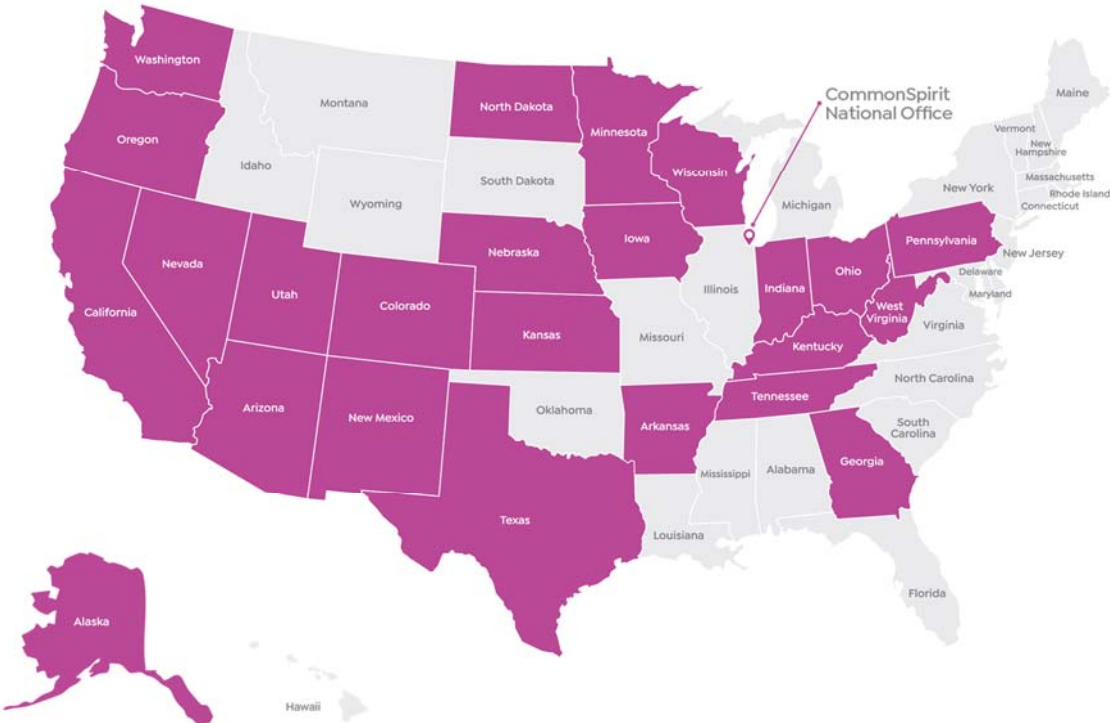 Washington
Montana
North Dakota
Minnesota
CommonSpirit
National Office
Maine
Vermont
New
Hampshire
Oregon
Idaho
South Dakota
Wisconsin
Michigan
New York
Massachusetts
Rhode Island
Connecticut
Wyoming
Nebraska
Iowa
Pennsylvania
New Jersey
Nevada
Utah
Colorado
Illinois
Indiana
Ohio
Delaware
Maryland
California
Kansas
Missouri
West
Virginia
Virginia
Kentucky
North Carolina
Arizona
New Mexico
Oklahoma
Arkansas
Tennessee
South
Carolina
Mississippi
Alabama
Georgia
Texas
Louisiana
Florida
Alaska
Hawaii